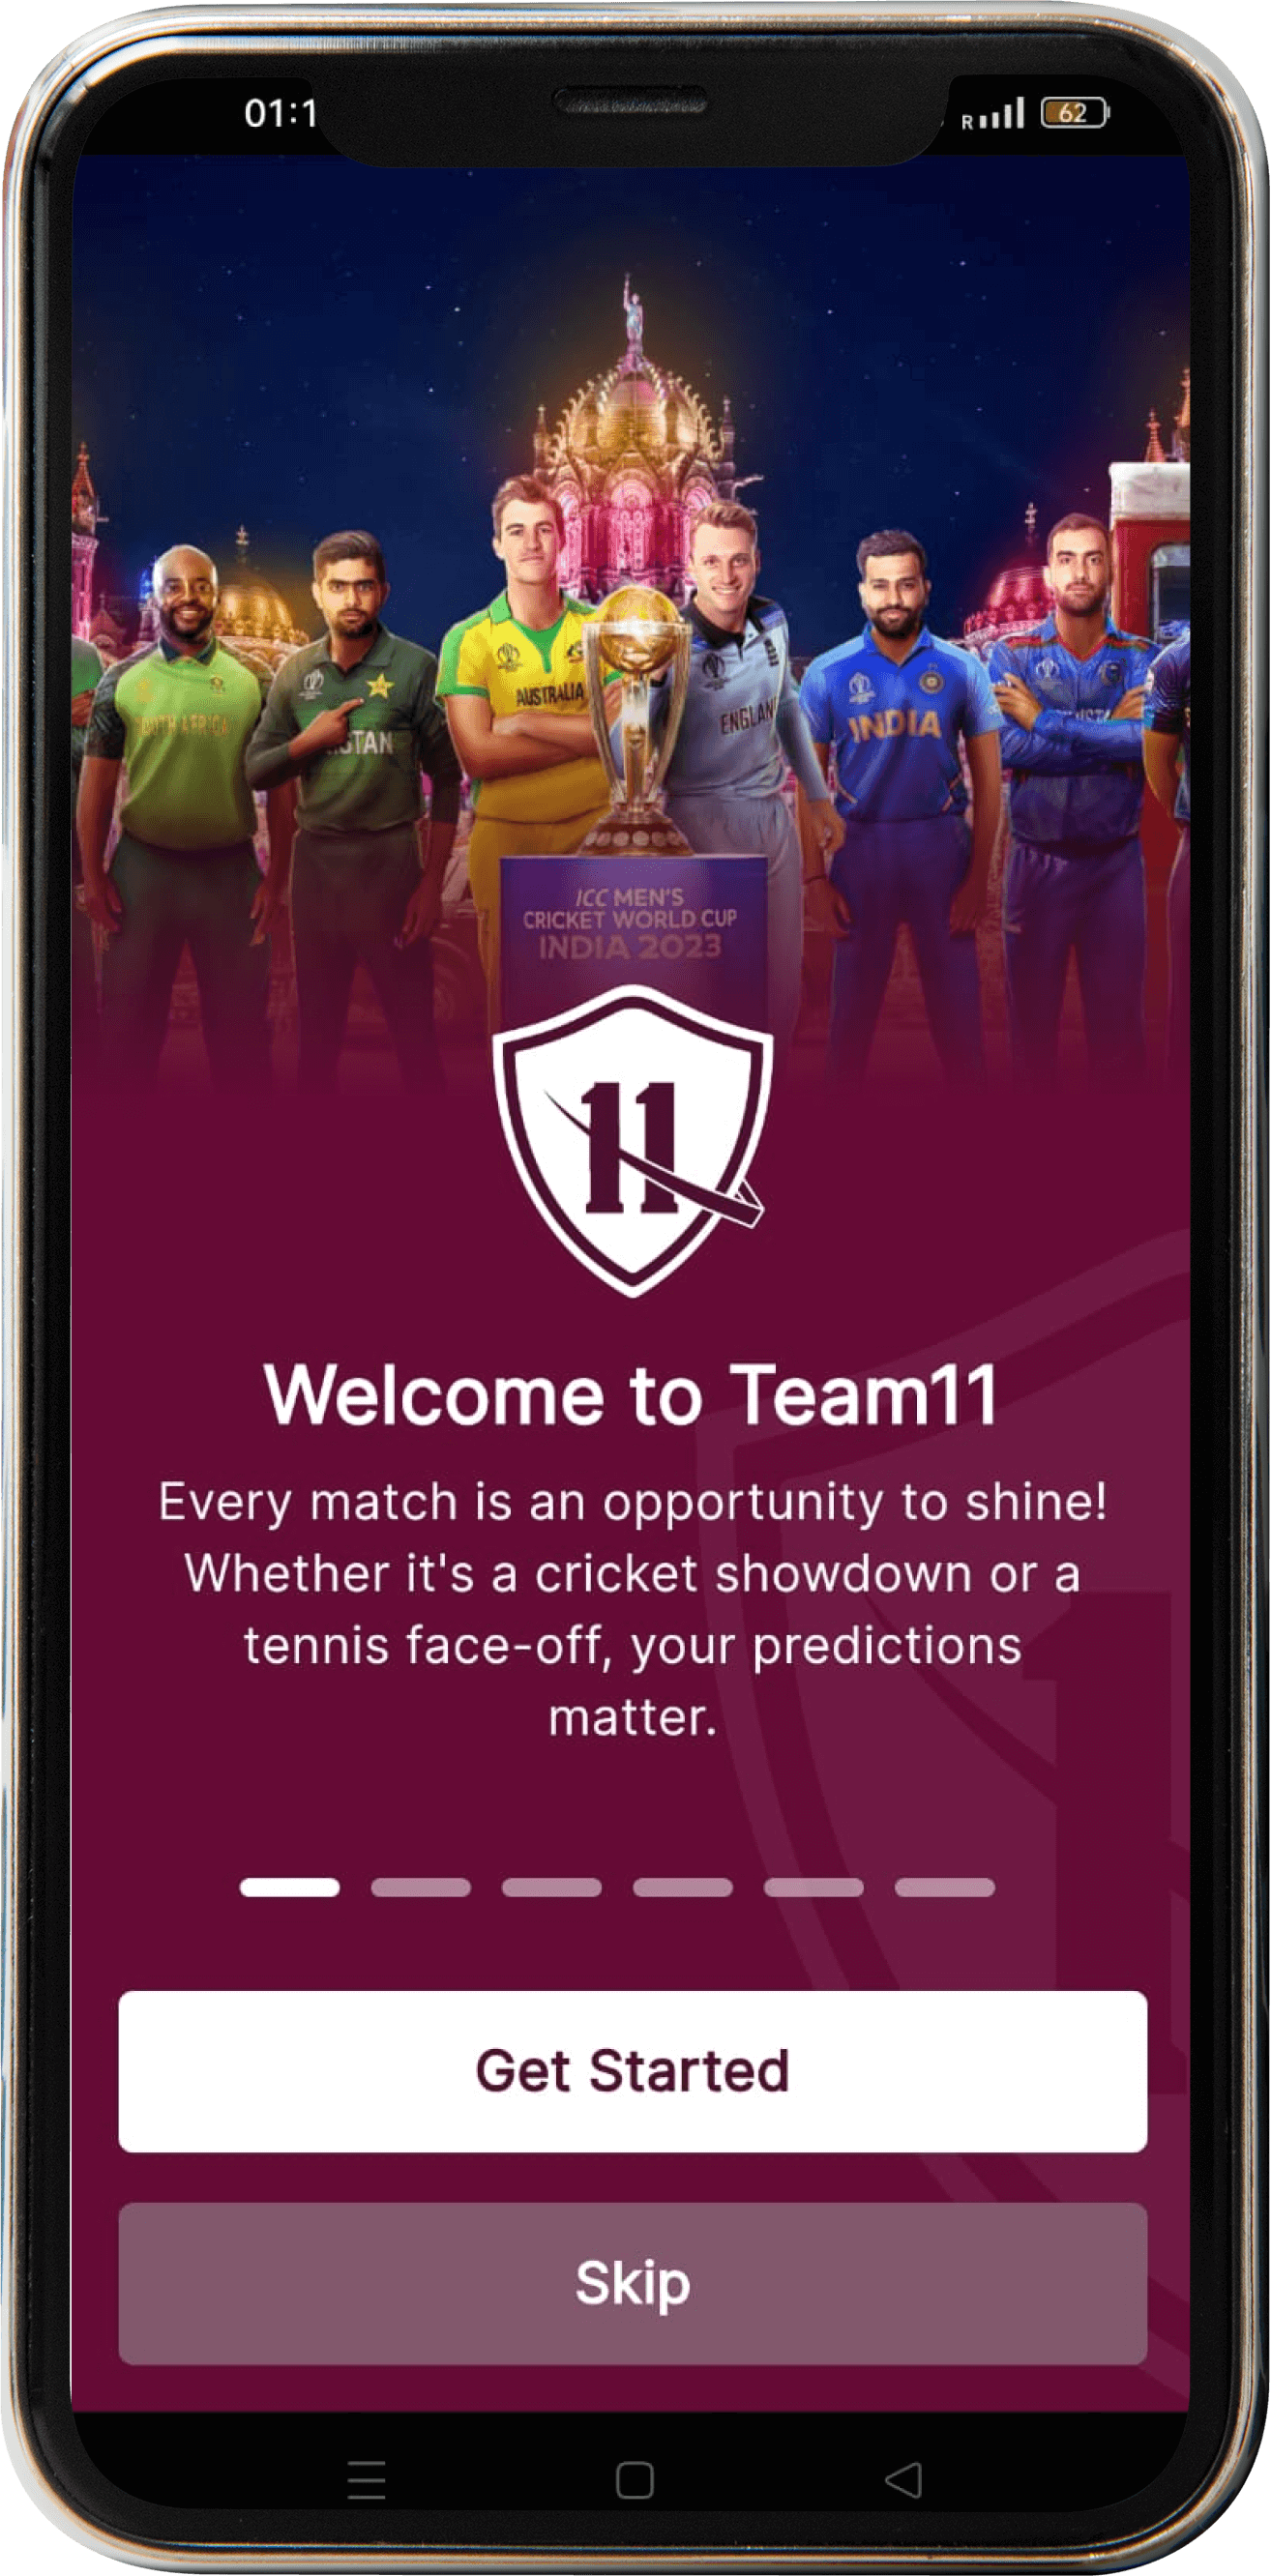 01:1
R 62
SOUTH AFRICA
STAN
AUSTRALIA
ENGLAN
INDIA
ICC MEN'S
CRICKET WORLD CUP
INDIA 2023
11
Welcome to Team11
Every match is an opportunity to shine!
Whether it's a cricket showdown or a
tennis face-off, your predictions
matter.
Get Started
Skip